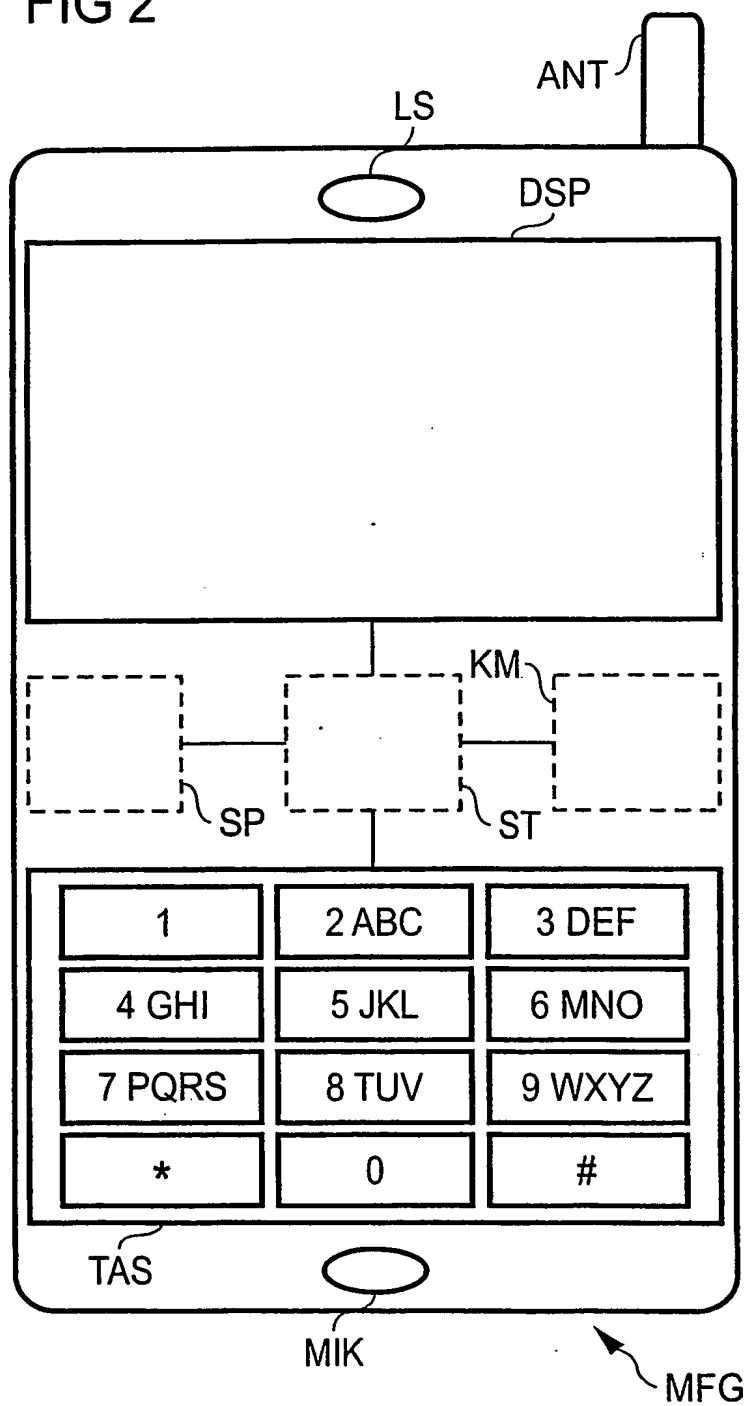 FIG 2
ANT
LS
DSP
KM
SP
ST
1
2 ABC
3 DEF
4 GHI
5 JKL
6 MNO
7 PQRS
8 TUV
9 WXYZ
*
0
#
TAS
MIK
MFG